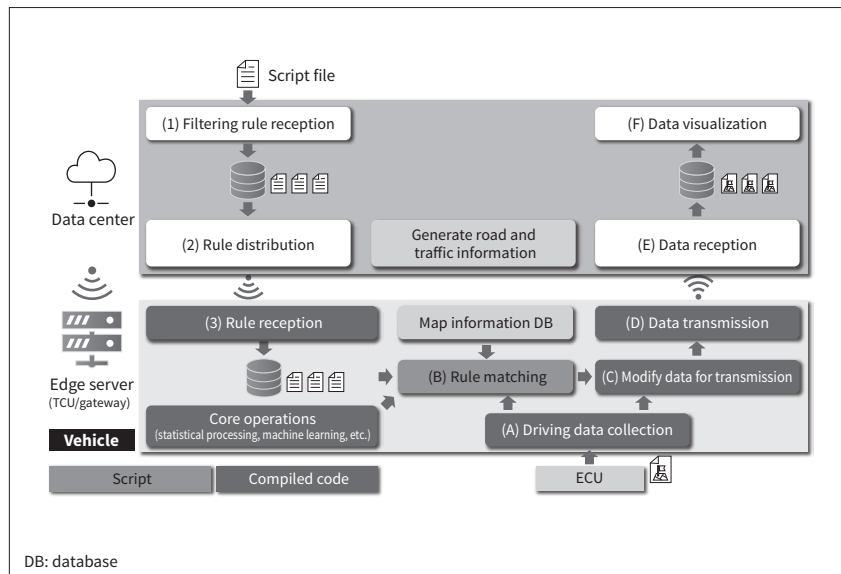 Script file
(1) Filtering rule reception
(F) Data visualization
Data center
(2) Rule distribution
Generate road and
traffic information
(E) Data reception
(3) Rule reception
Map information DB
(D) Data transmission
(B) Rule matching
(C) Modify data for transmission
Edge server
(TCU/gateway)
Core operations
(statistical processing, machine learning, etc.)
(A) Driving data collection
Vehicle
Script
Compiled code
ECU
DB: database